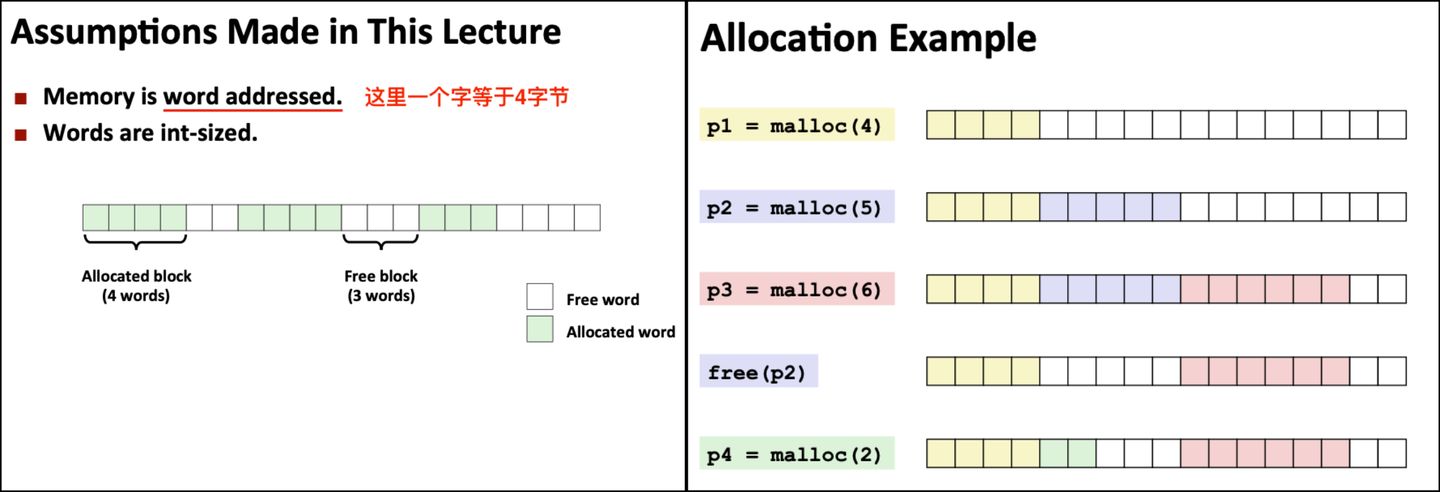 Assumptions Made in This Lecture
■ Memory is word addressed. 这里一个字等于4字节
■ Words are int-sized.
Allocated block
(4 words)
Free block
(3 words)
Free word
Allocated word
Allocation Example
p1 = malloc(4)
p2 = malloc(5)
p3 = malloc(6)
free(p2)
p4 = malloc(2)